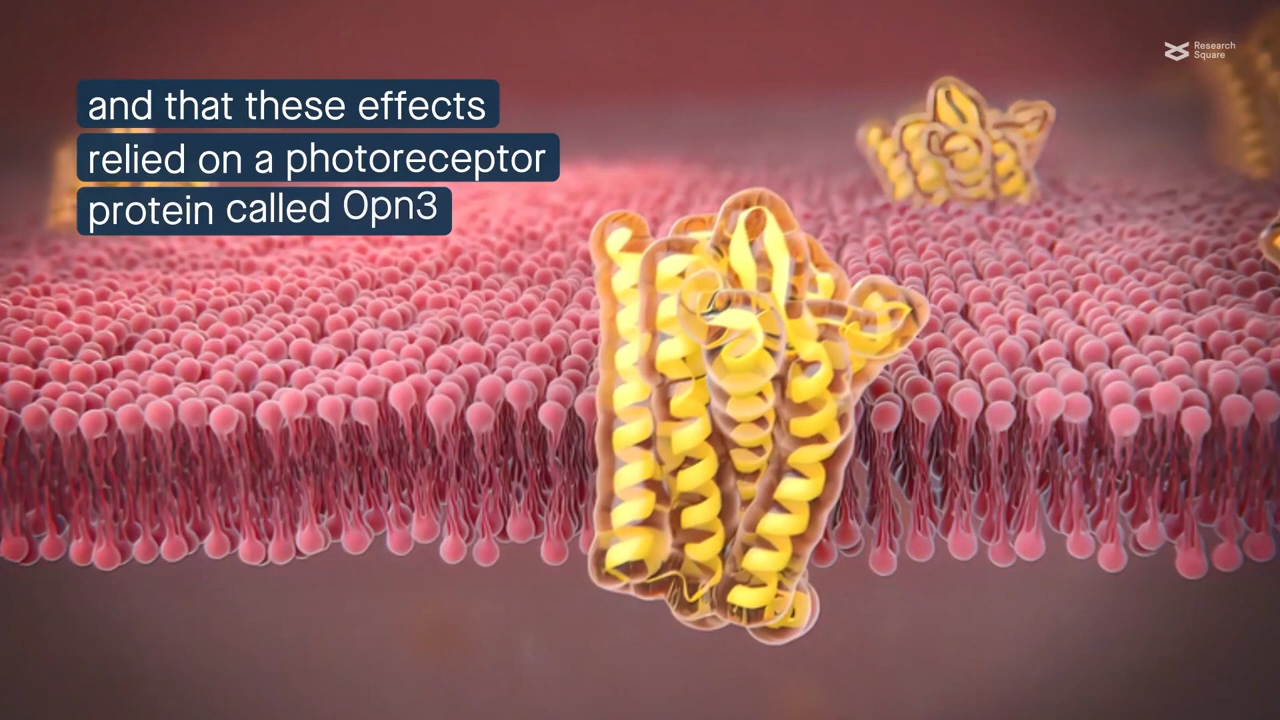 and that these effects
relied on a photoreceptor
protein called Opn3
Research
Square